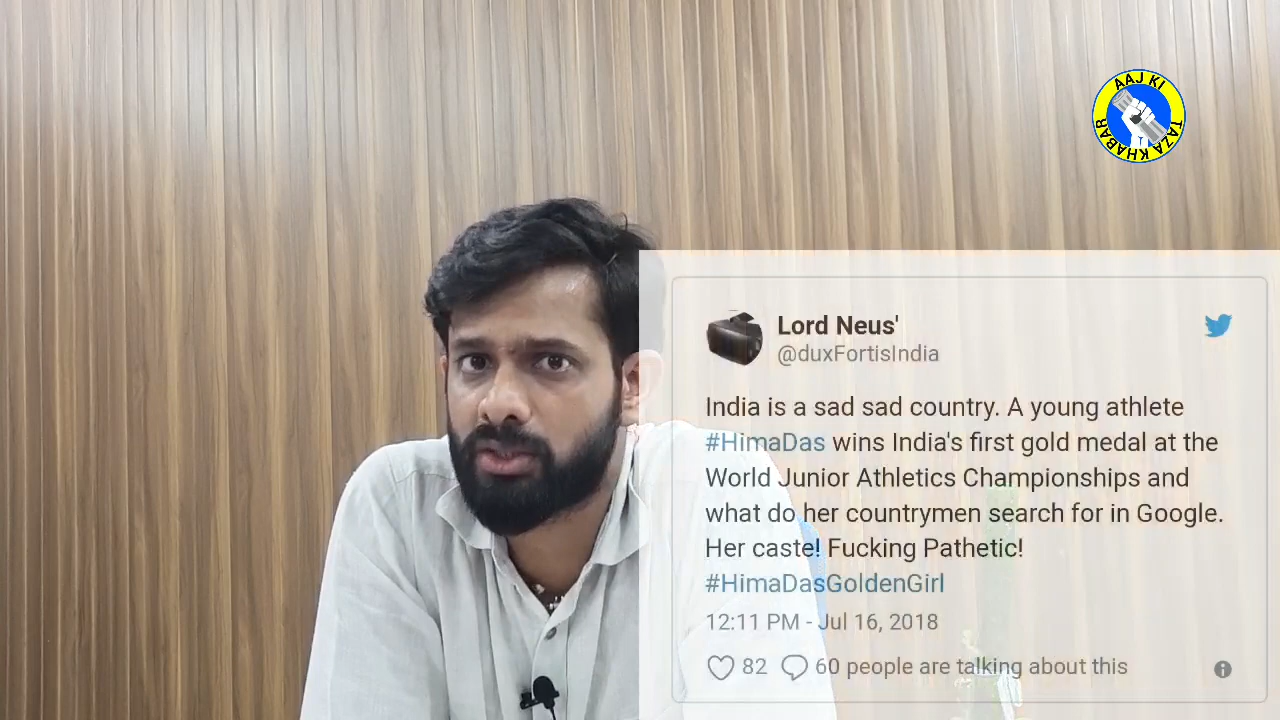 AAJ KI
TAZA KHABAR
Lord Neus'
@duxFortisIndia
India is a sad sad country. A young athlete
#HimaDas wins India's first gold medal at the
World Junior Athletics Championships and
what do her countrymen search for in Google.
Her caste! Fucking Pathetic!
#HimaDasGoldenGirl
12:11 PM - Jul 16, 2018
82 60 people are talking about this